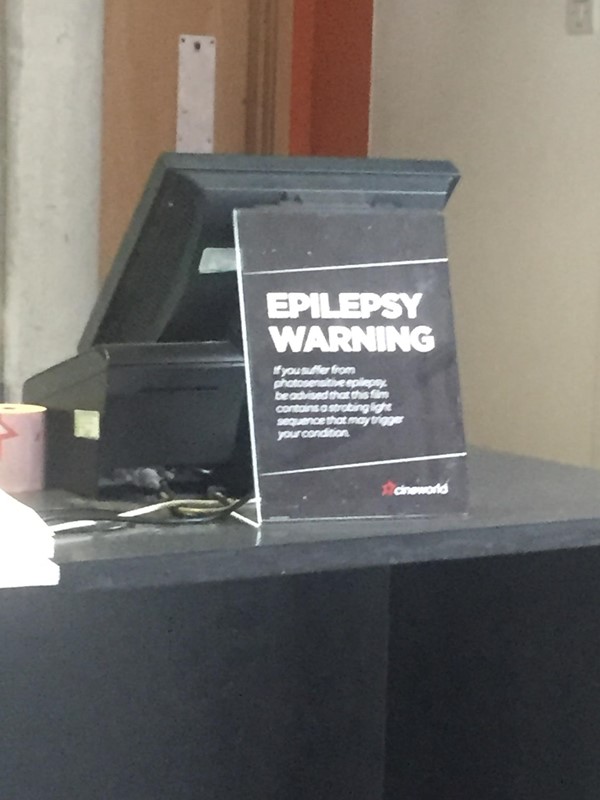 EPILEPSY
WARNING
If you suffer from
photosensitive epilepsy,
be advised that this film
contains a strobing light
sequence that may trigger
your condition.
cineworld